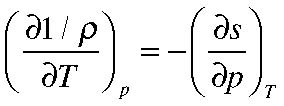 (∂1/ρ / ∂T)_p = −(∂s / ∂p)_T